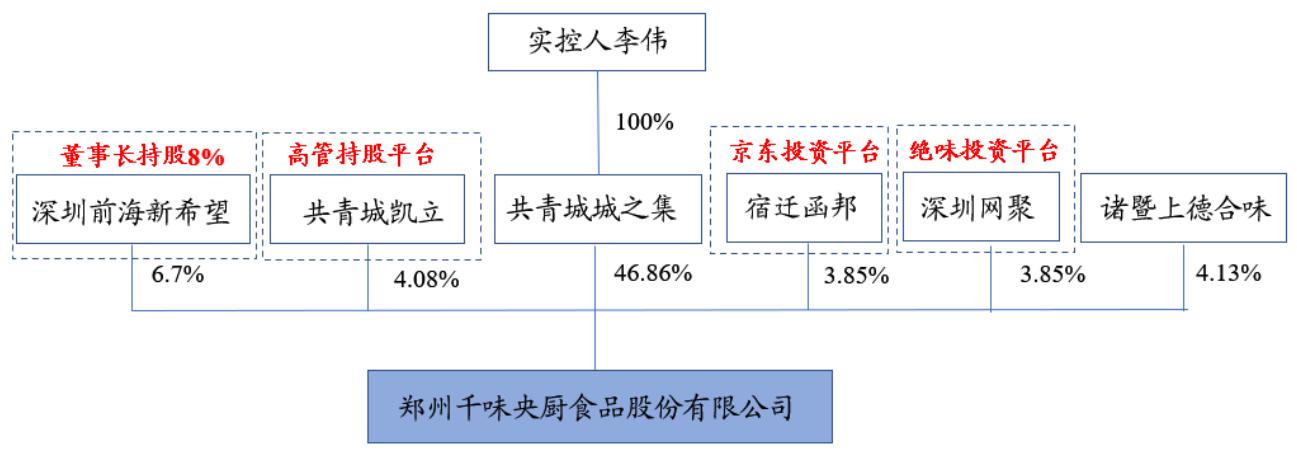 实控人李伟
100%
董事长持股8%
高管持股平台
京东投资平台
绝味投资平台
深圳前海新希望
共青城凯立
共青城城之集
宿迁函邦
深圳网聚
诸暨上德合味
6.7%
4.08%
46.86%
3.85%
3.85%
4.13%
郑州千味央厨食品股份有限公司